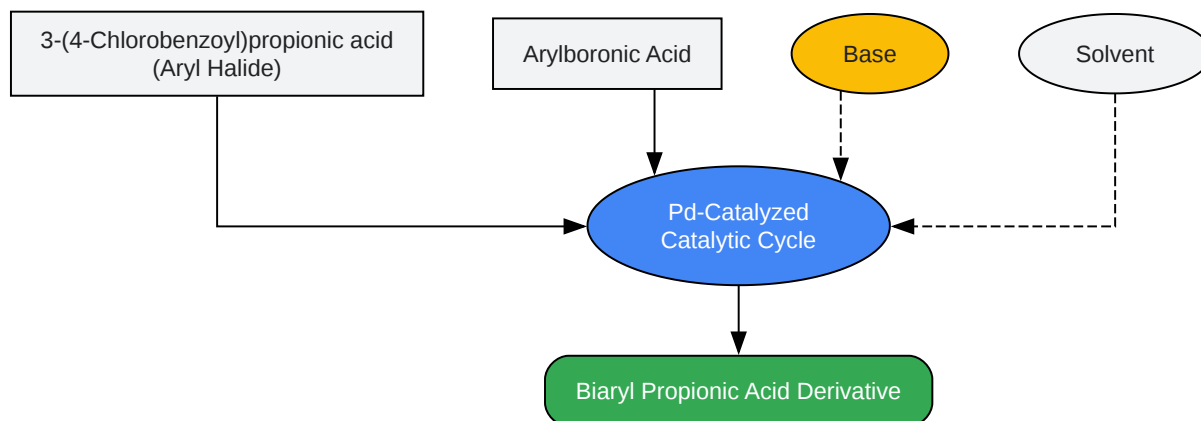 3-(4-Chlorobenzoyl)propionic acid
(Aryl Halide)
Arylboronic Acid
Base
Solvent
Pd-Catalyzed
Catalytic Cycle
Biaryl Propionic Acid Derivative